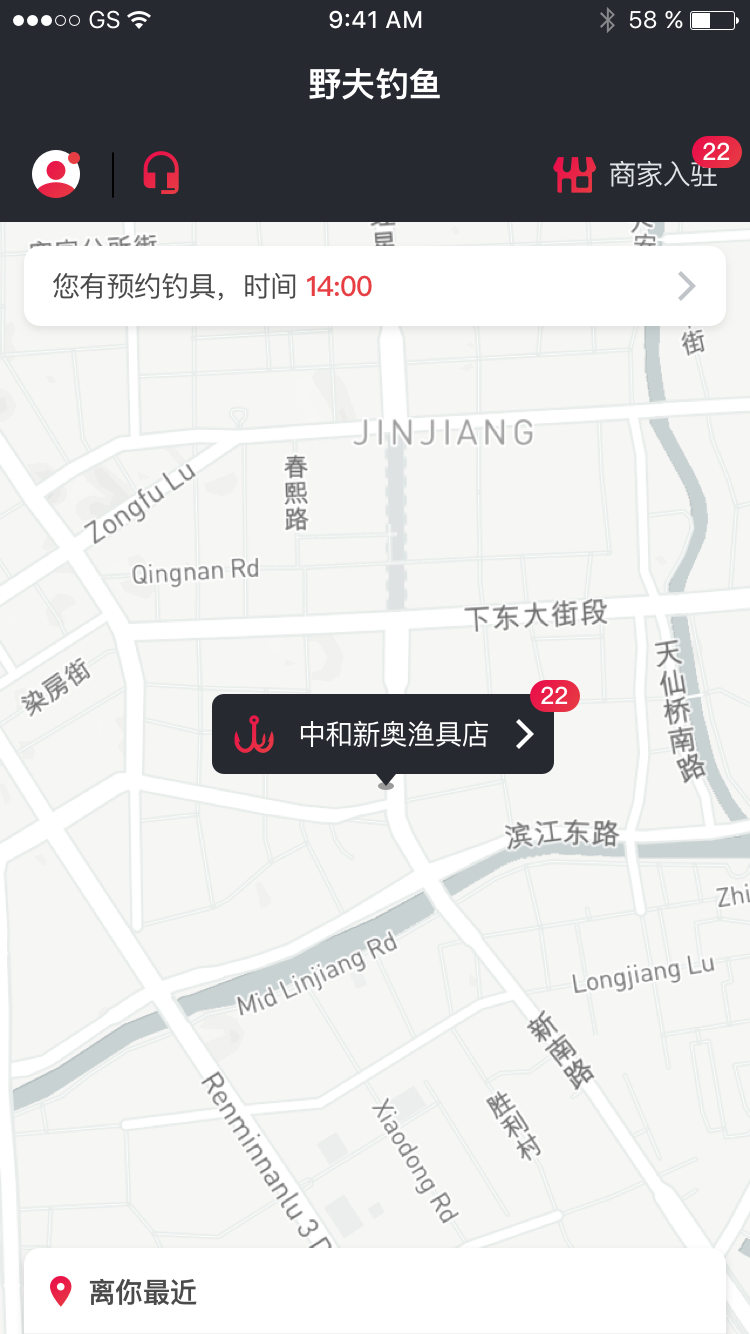 GS
9:41 AM
58 %
野夫钓鱼
22
商家入驻
您有预约钓具，时间 14:00
街
JINJIANG
春熙路
Zongfu Lu
Qingnan Rd
下东大街段
染房街
天仙桥南路
22
中和新奥渔具店
滨江东路
Zhi
Mid Linjiang Rd
Longjiang Lu
新南路
Renminnanlu 3
胜利村
Xiaodong Rd
离你最近